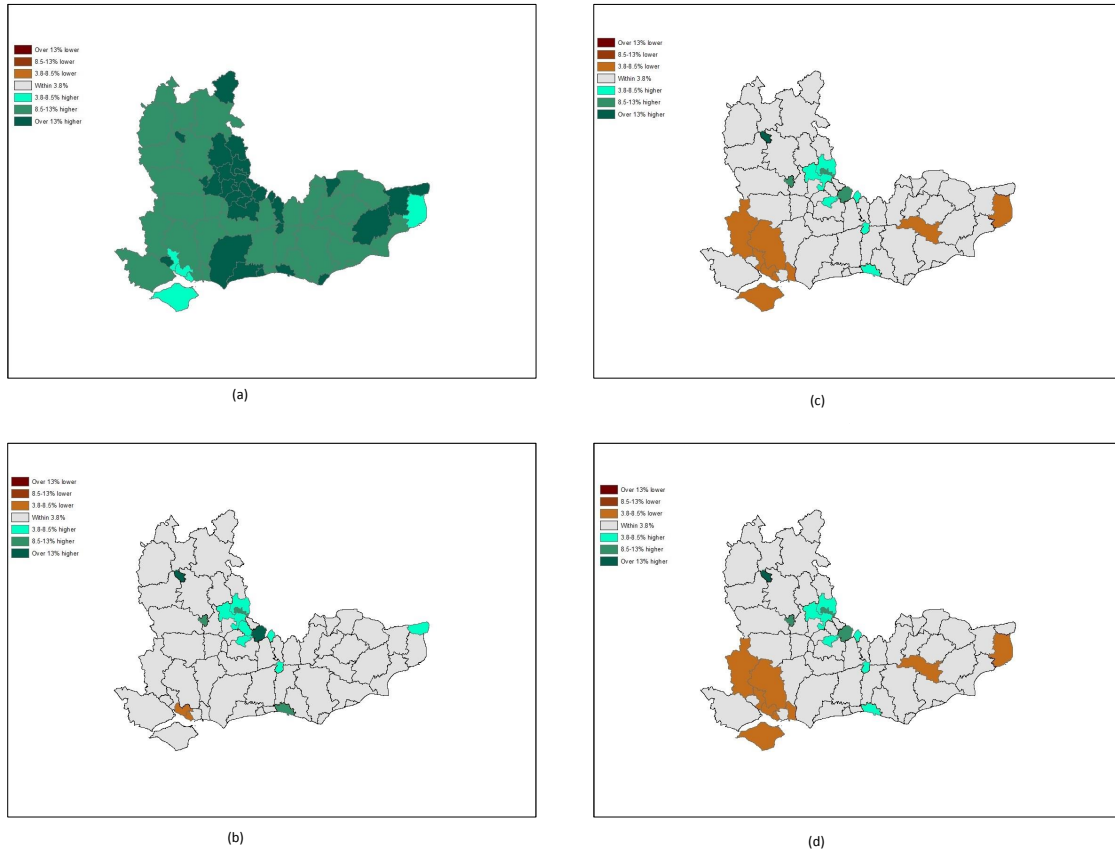 Over 13% lower
8.5-13% lower
3.8-8.5% lower
Within 3.8%
3.8-8.5% higher
8.5-13% higher
Over 13% higher
(a)
Over 13% lower
8.5-13% lower
3.8-8.5% lower
Within 3.8%
3.8-8.5% higher
8.5-13% higher
Over 13% higher
(c)
Over 13% lower
8.5-13% lower
3.8-8.5% lower
Within 3.8%
3.8-8.5% higher
8.5-13% higher
Over 13% higher
(b)
Over 13% lower
8.5-13% lower
3.8-8.5% lower
Within 3.8%
3.8-8.5% higher
8.5-13% higher
Over 13% higher
(d)